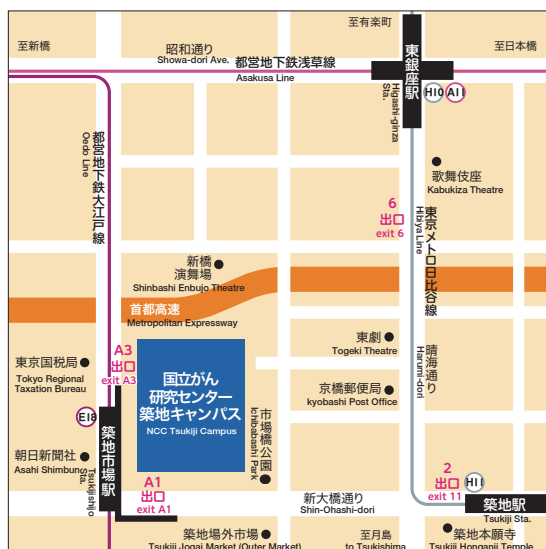 至有楽町
至新橋
昭和通り
Showa-dori Ave.
都営地下鉄浅草線
Asakusa Line
至日本橋
東銀座駅
Higashi-ginza
Sta.
H10
A11
都営地下鉄大江戸線
Oedo Line
歌舞伎座
Kabukiza Theatre
6
出口
exit 6
東京メトロ日比谷線
Hibiya Line
新橋
演舞場
Shinbashi Enbujo Theatre
首都高速
Metropolitan Expressway
東劇
Togeki Theatre
晴海通り
Harumi-dori
東京国税局
Tokyo Regional
Taxation Bureau
A3
出口
exit A3
国立がん
研究センター
築地キャンパス
NCC Tsukiji Campus
京橋郵便局
kyobashi Post Office
市場橋公園
Ichibabashi Park
E18
築地市場駅
Tsukijishijo
Sta.
朝日新聞社
Asahi Shimbun
A1
出口
exit A1
新大橋通り
Shin-Ohashi-dori
2
出口
exit 11
H11
築地駅
Tsukiji Sta.
築地場外市場
Tsukiji Jogai Market (Outer Market)
至月島
to Tsukishima
築地本願寺
Tsukiji Honganji Temple